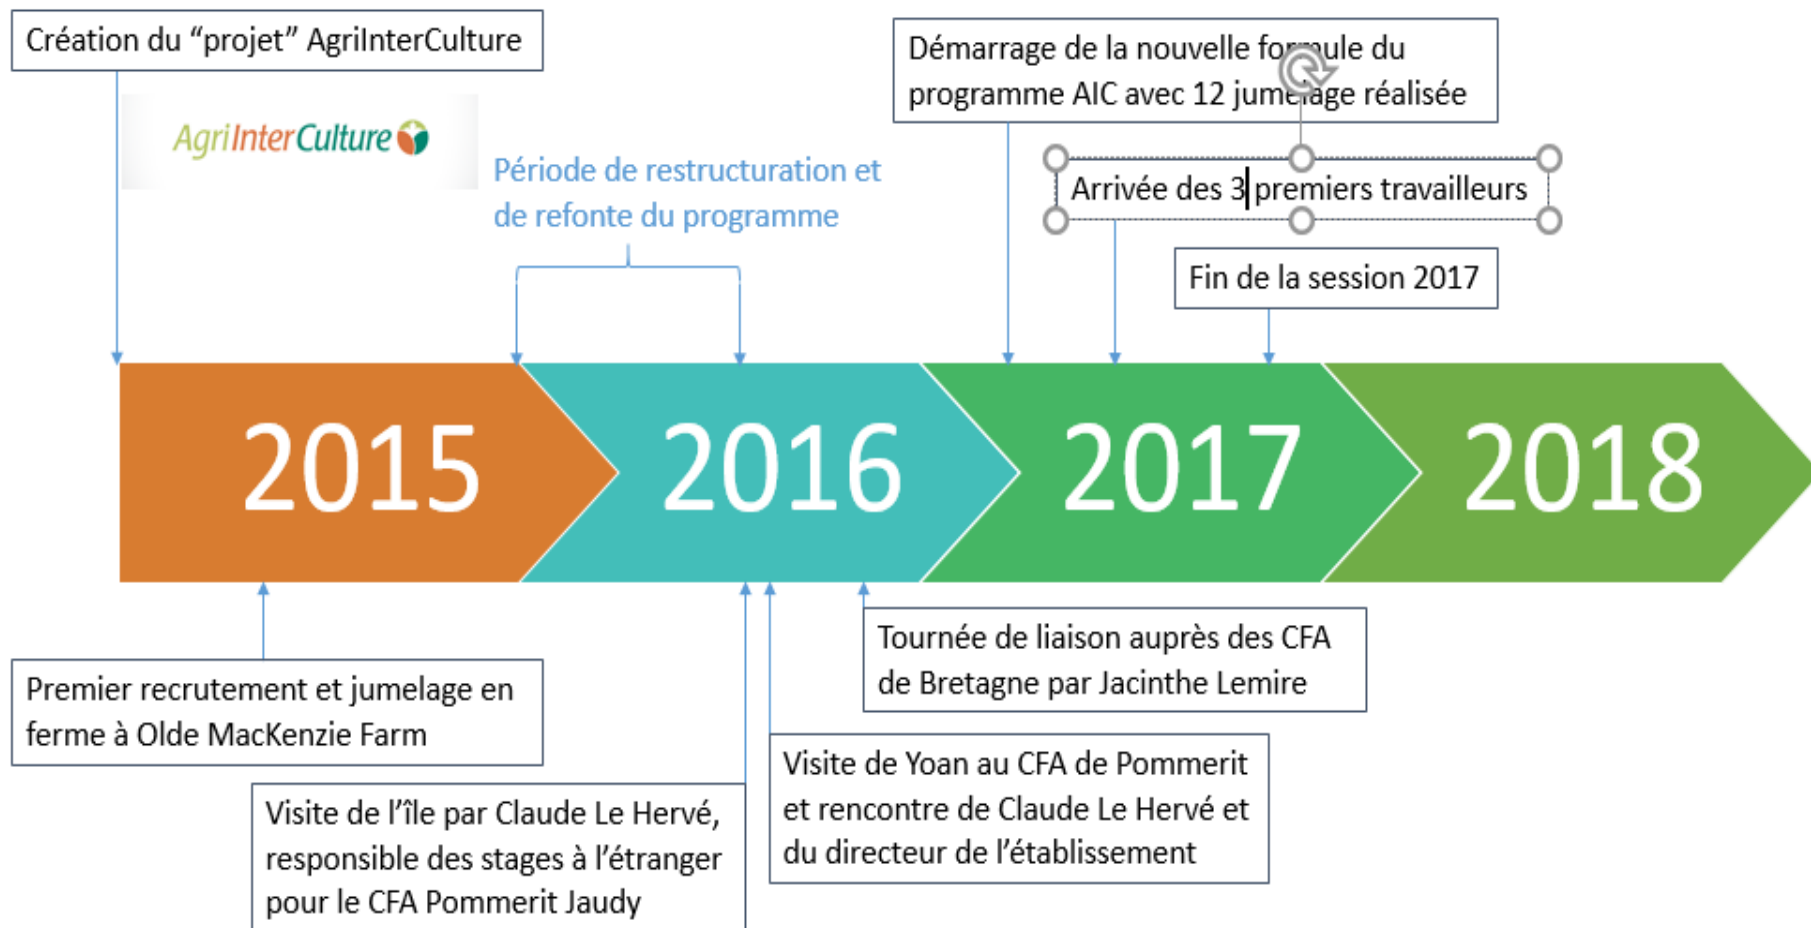 Création du “projet” AgriInterCulture
AgriInterCulture
Période de restructuration et
de refonte du programme
Démarrage de la nouvelle formule du
programme AIC avec 12 jumelage réalisée
Arrivée des 3 premiers travailleurs
Fin de la session 2017
2015
2016
2017
2018
Premier recrutement et jumelage en
ferme à Olde MacKenzie Farm
Visite de l’île par Claude Le Hervé,
responsible des stages à l’étranger
pour le CFA Pommerit Jaudy
Visite de Yoan au CFA de Pommerit
et rencontre de Claude Le Hervé et
du directeur de l’établissement
Tournée de liaison auprès des CFA
de Bretagne par Jacinthe Lemire